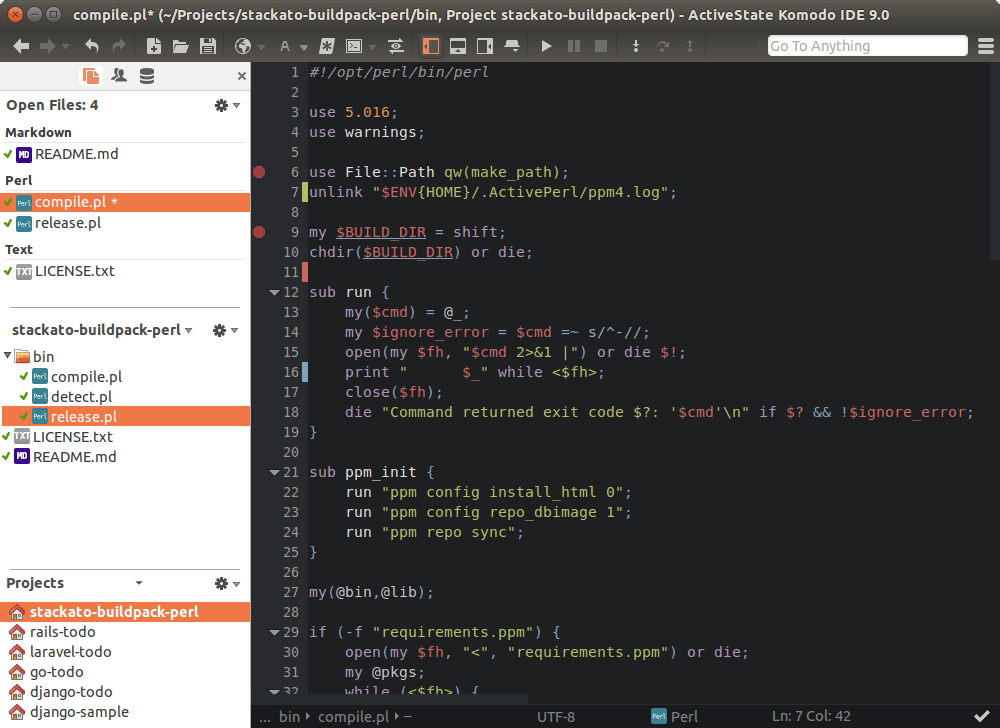 compile.pl* (~/Projects/stackato-buildpack-perl/bin, Project stackato-buildpack-perl) - ActiveState Komodo IDE 9.0
Go To Anything
Open Files: 4
Markdown
MD README.md
Perl
Perl compile.pl *
Perl release.pl
Text
TXT LICENSE.txt
stackato-buildpack-perl
bin
Perl compile.pl
Perl detect.pl
Perl release.pl
TXT LICENSE.txt
MD README.md
Projects
stackato-buildpack-perl
rails-todo
laravel-todo
go-todo
django-todo
django-sample
1 #!/opt/perl/bin/perl
2
3 use 5.016;
4 use warnings;
5
6 use File::Path qw(make_path);
7 unlink "$ENV{HOME}/.ActivePerl/ppm4.log";
8
9 my $BUILD_DIR = shift;
10 chdir($BUILD_DIR) or die;
11
12 sub run {
13     my($cmd) = @_;
14     my $ignore_error = $cmd =~ s/^-//;
15     open(my $fh, "$cmd 2>&1 |") or die $!;
16     print "      $_" while <$fh>;
17     close($fh);
18     die "Command returned exit code $?: '$cmd'\n" if $? && !$ignore_error;
19 }
20
21 sub ppm_init {
22     run "ppm config install_html 0";
23     run "ppm config repo_dbimage 1";
24     run "ppm repo sync";
25 }
26
27 my(@bin,@lib);
28
29 if (-f "requirements.ppm") {
30     open(my $fh, "<", "requirements.ppm") or die;
31     my @pkgs;
32     while (<$fh>) {
... bin compile.pl –
UTF-8
Perl Perl
Ln: 7 Col: 42